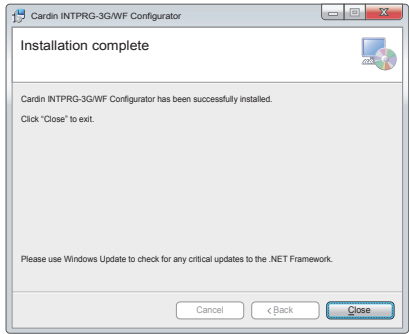 Cardin INTPRG-3G/WF Configurator
Installation complete
Cardin INTPRG-3G/WF Configurator has been successfully installed.
Click “Close” to exit.
Please use Windows Update to check for any critical updates to the .NET Framework.
Cancel
< Back
Close